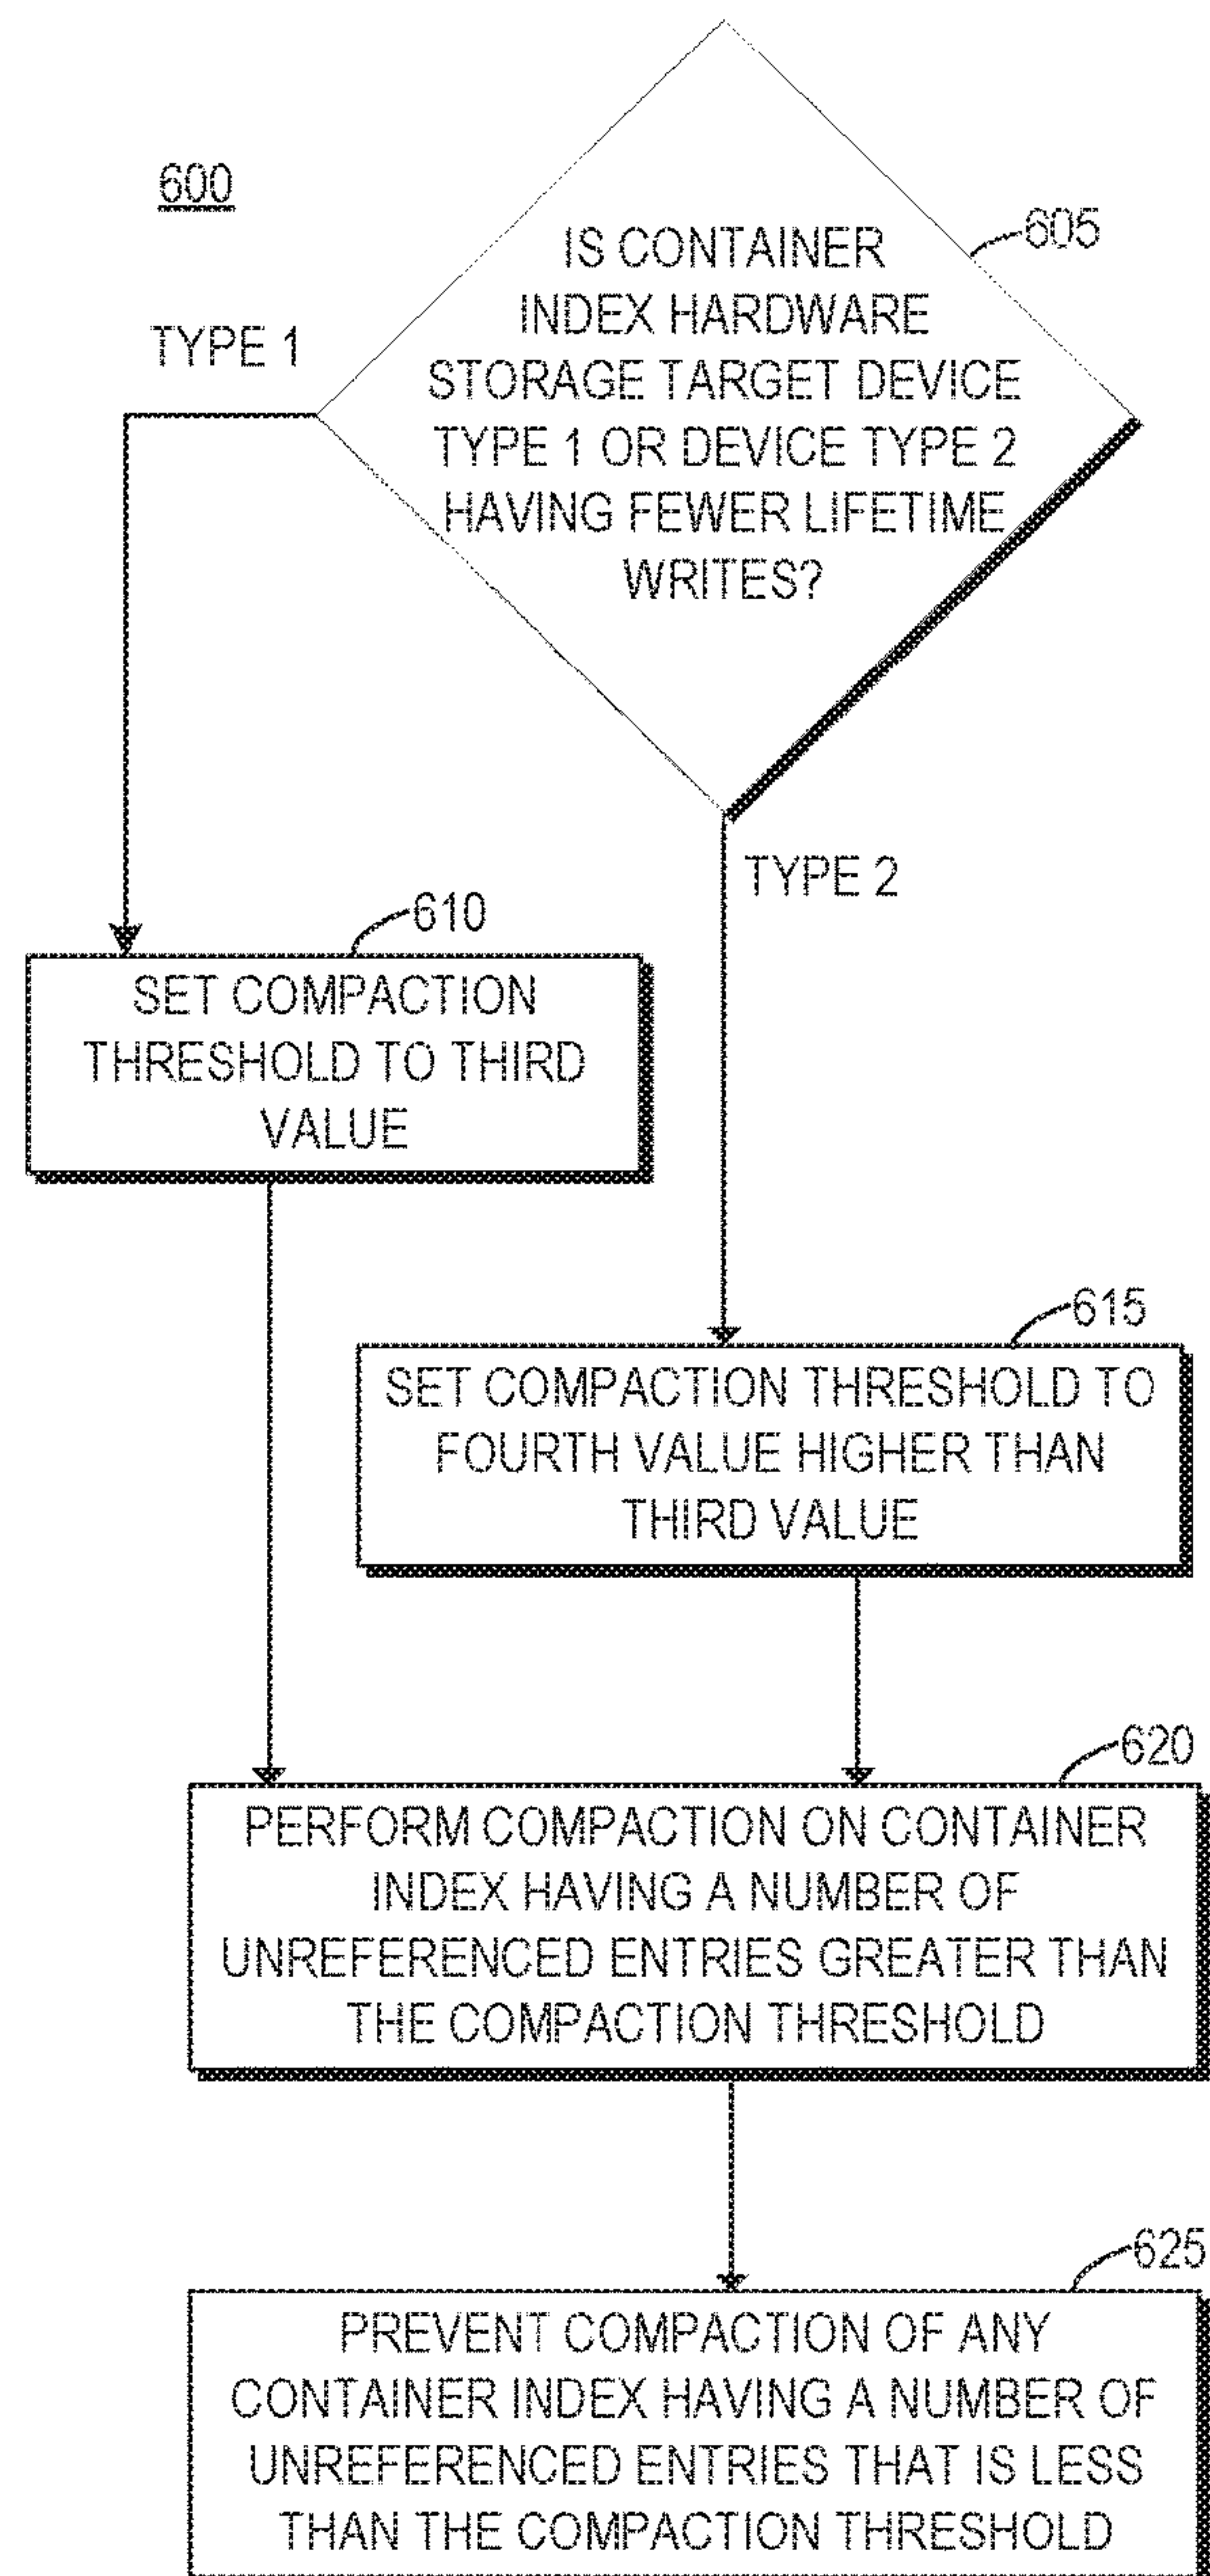 600
605
IS CONTAINER
INDEX HARDWARE
STORAGE TARGET DEVICE
TYPE 1 OR DEVICE TYPE 2
HAVING FEWER LIFETIME
WRITES?
TYPE 1
TYPE 2
610
SET COMPACTION
THRESHOLD TO THIRD
VALUE
615
SET COMPACTION THRESHOLD TO
FOURTH VALUE HIGHER THAN
THIRD VALUE
620
PERFORM COMPACTION ON CONTAINER
INDEX HAVING A NUMBER OF
UNREFERENCED ENTRIES GREATER THAN
THE COMPACTION THRESHOLD
625
PREVENT COMPACTION OF ANY
CONTAINER INDEX HAVING A NUMBER OF
UNREFERENCED ENTRIES THAT IS LESS
THAN THE COMPACTION THRESHOLD